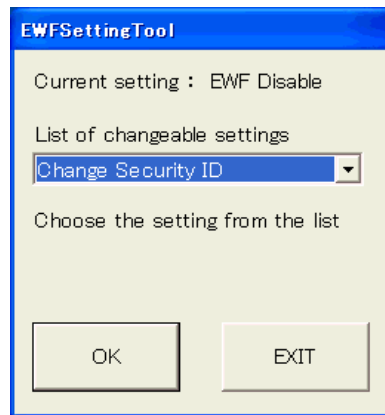 EWFSettingTool
Current setting : EWF Disable
List of changeable settings
Change Security ID
Choose the setting from the list
OK EXIT